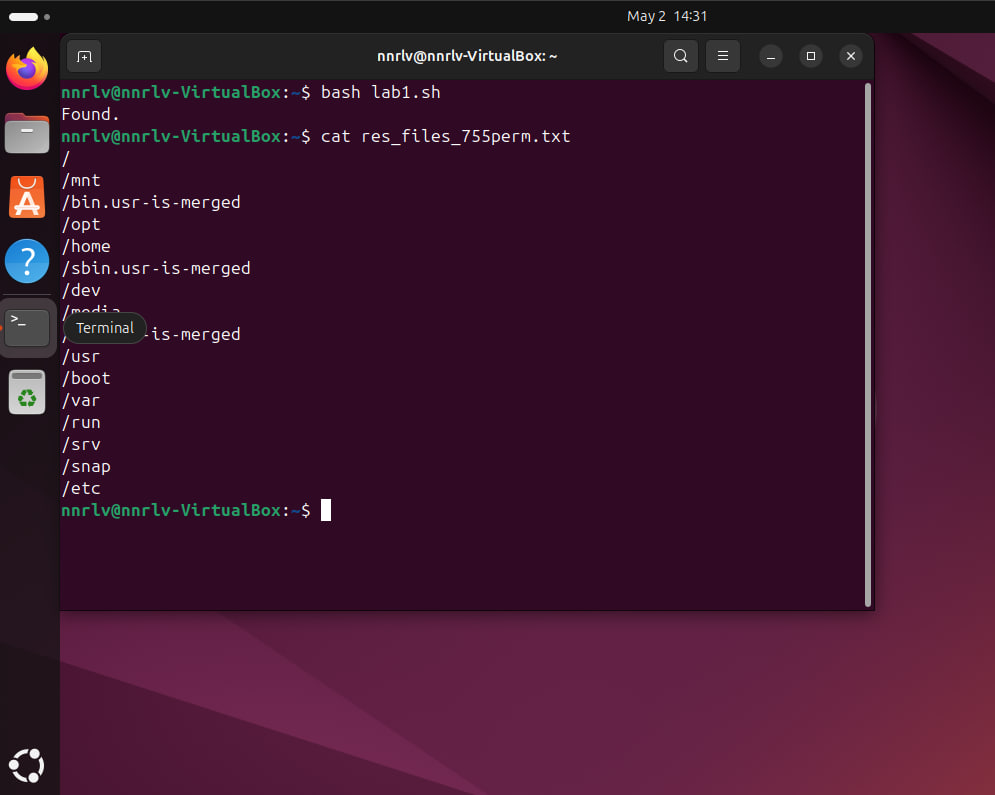 May 2 14:31
nnrlv@nnrlv-VirtualBox: ~
nnrlv@nnrlv-VirtualBox:~$ bash lab1.sh
Found.
nnrlv@nnrlv-VirtualBox:~$ cat res_files_755perm.txt
/
/mnt
/bin.usr-is-merged
/opt
/home
/sbin.usr-is-merged
/dev
/media
Terminal
-is-merged
/usr
/boot
/var
/run
/srv
/snap
/etc
nnrlv@nnrlv-VirtualBox:~$